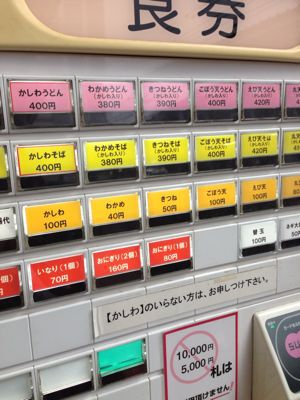 食券
かしわうどん
400円
わかめうどん
(かしわ入り)
380円
きつねうどん
(かしわ入り)
390円
ごぼう天うどん
(かしわ入り)
400円
えび天うどん
(かしわ入り)
420円
かしわそば
400円
わかめそば
(かしわ入り)
380円
きつねそば
(かしわ入り)
390円
ごぼう天そば
(かしわ入り)
400円
えび天そば
(かしわ入り)
420円
かしわ
100円
わかめ
40円
きつね
50円
ごぼう天
100円
えび天
100円
いなり(1個)
70円
おにぎり(2個)
160円
おにぎり(1個)
80円
替玉
100円
【かしわ】のいらない方は、お申しつけ下さい。
10,000円
5,000円
札は